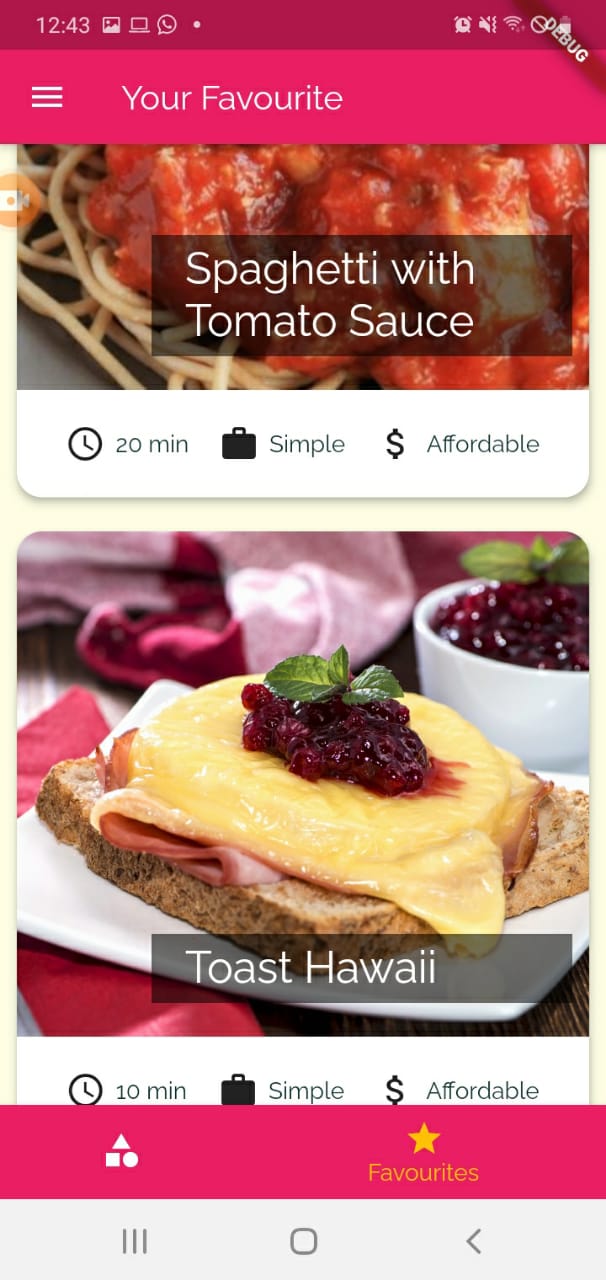 12:43
DEBUG
Your Favourite
Spaghetti with
Tomato Sauce
20 min Simple $ Affordable
Toast Hawaii
10 min Simple $ Affordable
Favourites